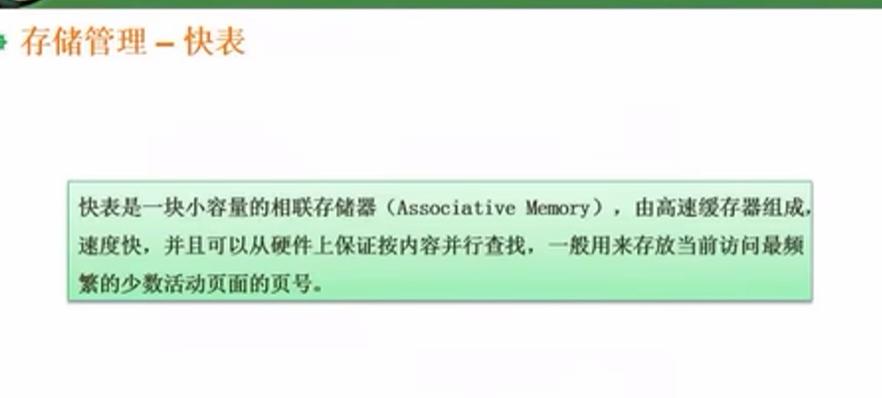 存储管理 – 快表
快表是一块小容量的相联存储器（Associative Memory），由高速缓存器组成，
速度快，并且可以从硬件上保证按内容并行查找，一般用来存放当前访问最频
繁的少数活动页面的页号。